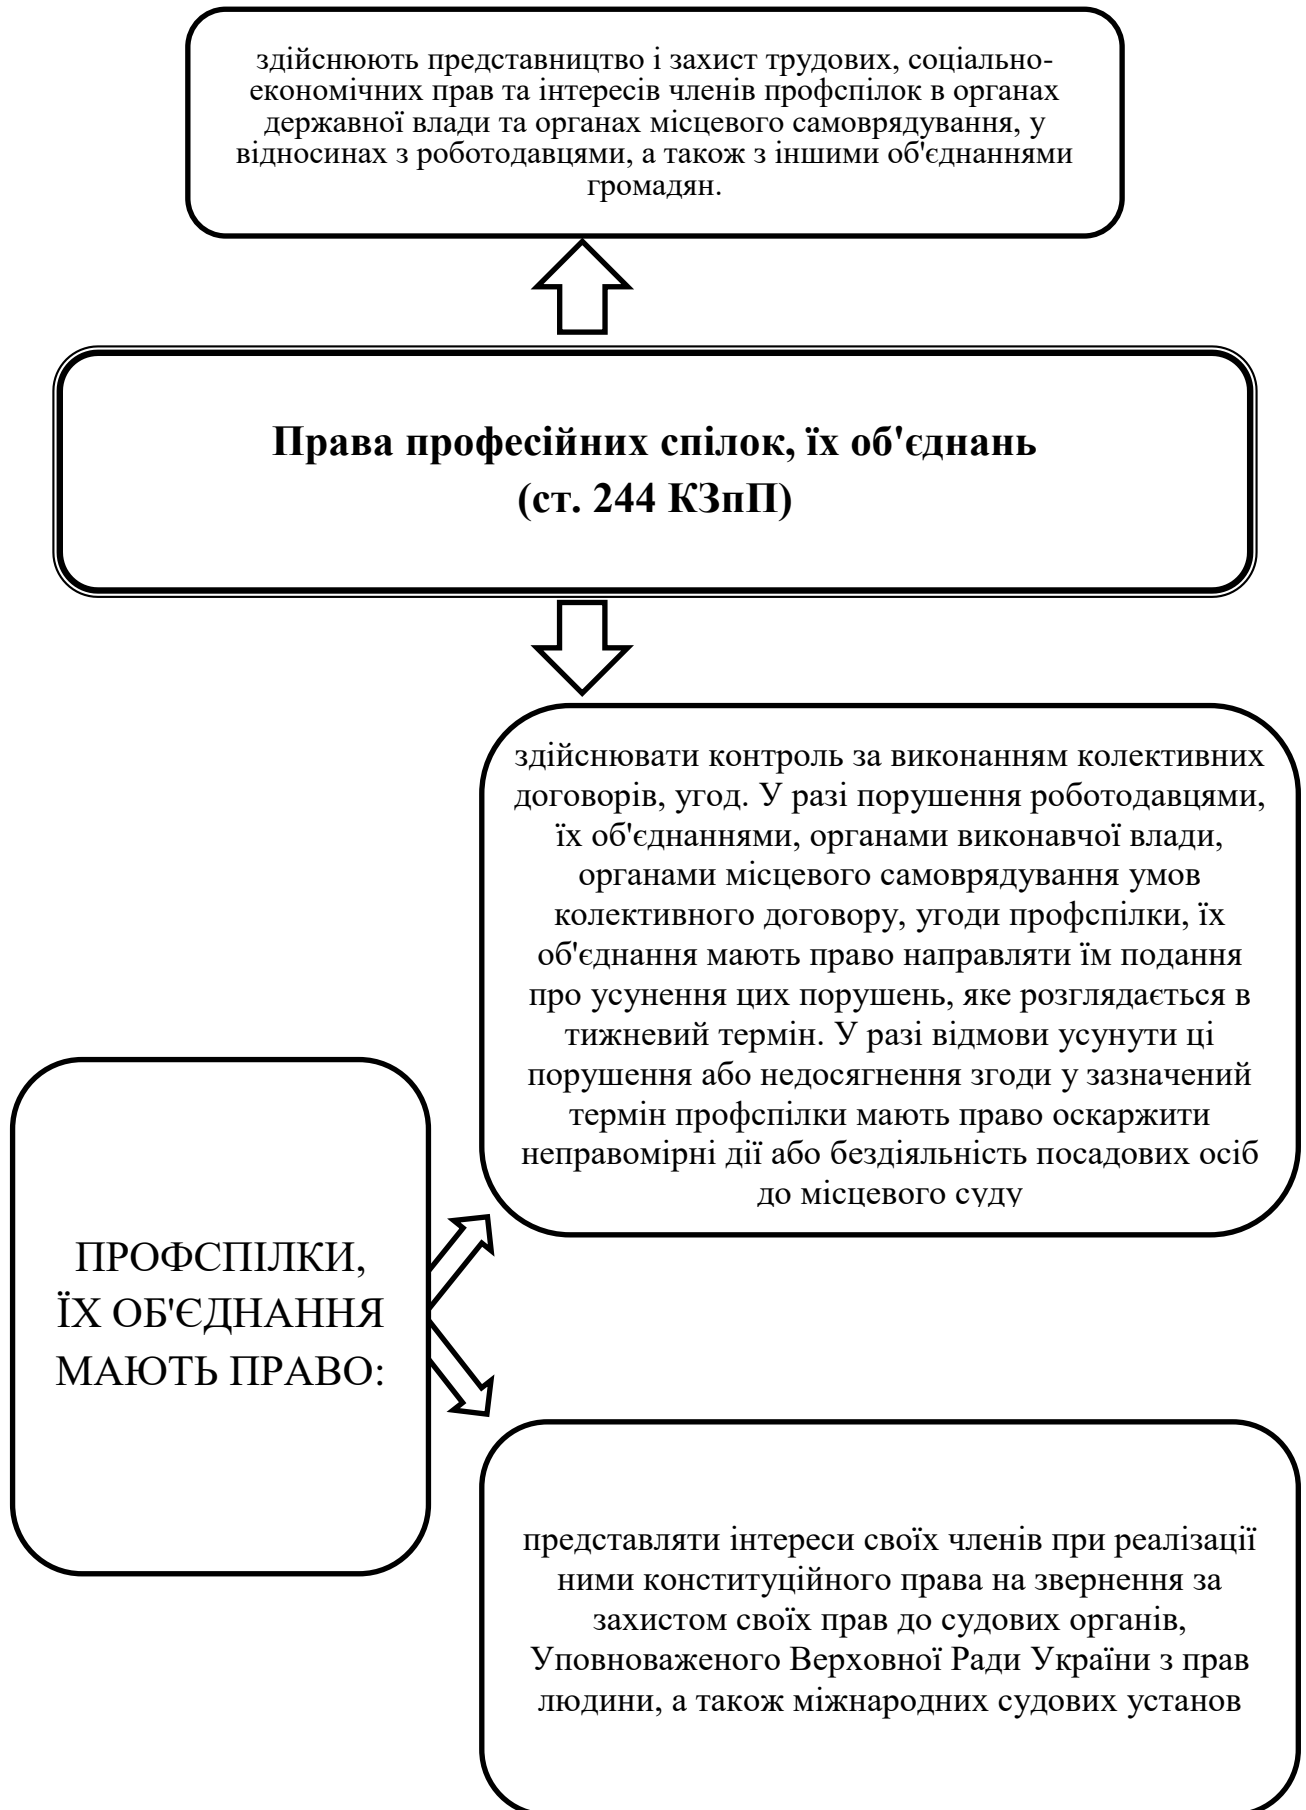 здійснюють представництво і захист трудових, соціально-
економічних прав та інтересів членів профспілок в органах
державної влади та органах місцевого самоврядування, у
відносинах з роботодавцями, а також з іншими об'єднаннями
громадян.
Права професійних спілок, їх об'єднань
(ст. 244 КЗпП)
здійснювати контроль за виконанням колективних
договорів, угод. У разі порушення роботодавцями,
їх об'єднаннями, органами виконавчої влади,
органами місцевого самоврядування умов
колективного договору, угоди профспілки, їх
об'єднання мають право направляти їм подання
про усунення цих порушень, яке розглядається в
тижневий термін. У разі відмови усунути ці
порушення або недосягнення згоди у зазначений
термін профспілки мають право оскаржити
неправомірні дії або бездіяльність посадових осіб
до місцевого суду
ПРОФСПІЛКИ,
ЇХ ОБ'ЄДНАННЯ
МАЮТЬ ПРАВО:
представляти інтереси своїх членів при реалізації
ними конституційного права на звернення за
захистом своїх прав до судових органів,
Уповноваженого Верховної Ради України з прав
людини, а також міжнародних судових установ